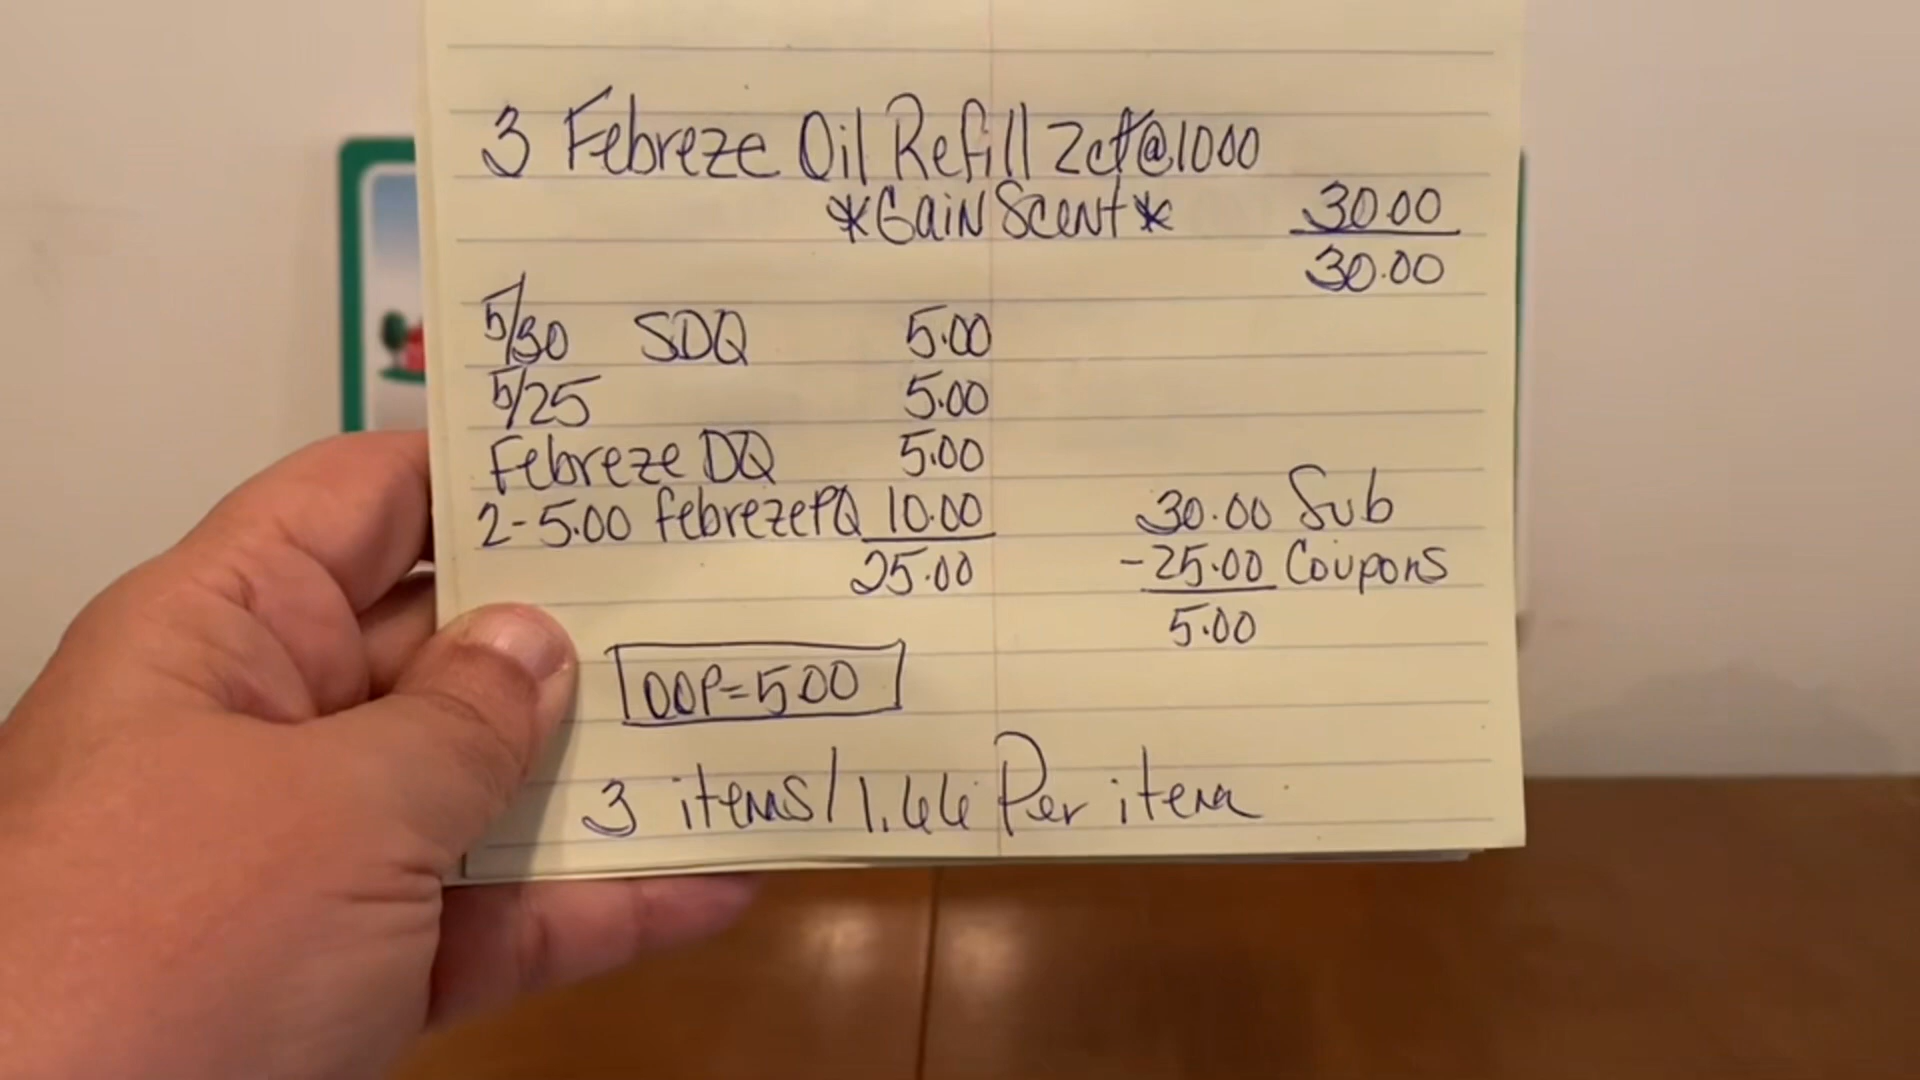 3 Febreze Oil Refill 2ct@1000
*Gain Scent* 30.00
30.00
5/30 SDQ 5.00
5/25 5.00
Febreze DQ 5.00
2-5.00 febreze PQ 10.00
25.00
30.00 Sub
-25.00 Coupons
5.00
OOP=5.00
3 items/1.66 Per item